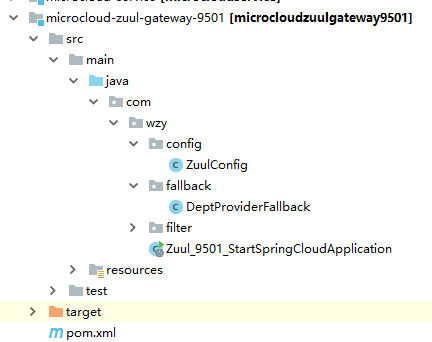 microcloud-zuul-gateway-9501 [microcloudzuulgateway9501]
src
main
java
com
wzy
config
ZuulConfig
fallback
DeptProviderFallback
filter
Zuul_9501_StartSpringCloudApplication
resources
test
target
pom.xml